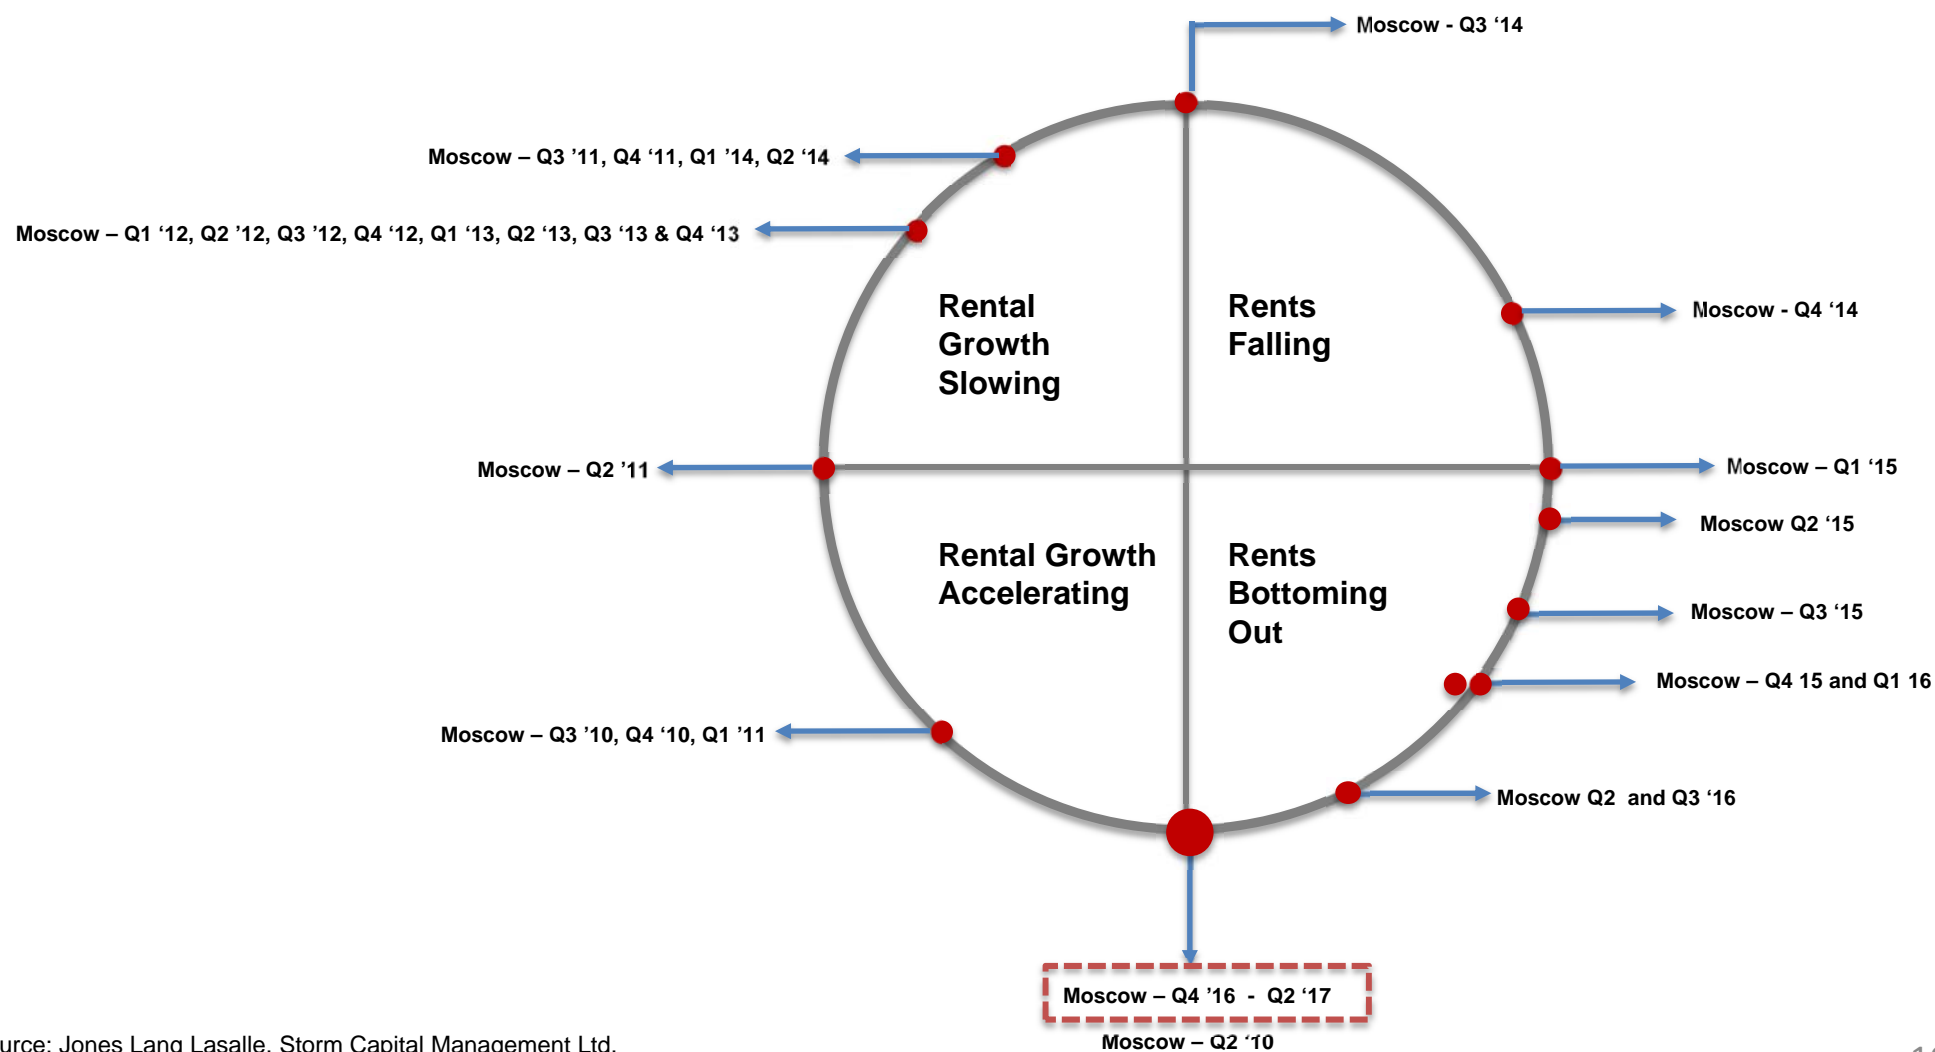 Moscow - Q3 ‘14
Moscow – Q3 ’11, Q4 ‘11, Q1 ’14, Q2 ‘14
Moscow – Q1 ‘12, Q2 ’12, Q3 ’12, Q4 ‘12, Q1 ‘13, Q2 ‘13, Q3 ‘13 & Q4 ‘13
Rental
Growth
Slowing
Rents
Falling
Moscow - Q4 ‘14
Moscow – Q2 ’11
Moscow – Q1 ‘15
Moscow Q2 ‘15
Rental Growth
Accelerating
Rents
Bottoming
Out
Moscow – Q3 ‘15
Moscow – Q4 15 and Q1 16
Moscow – Q3 ’10, Q4 ‘10, Q1 ’11
Moscow Q2 and Q3 ‘16
Moscow – Q4 ’16 - Q2 ‘17
Moscow – Q2 ‘10
urce: Jones Lang Lasalle, Storm Capital Management Ltd.